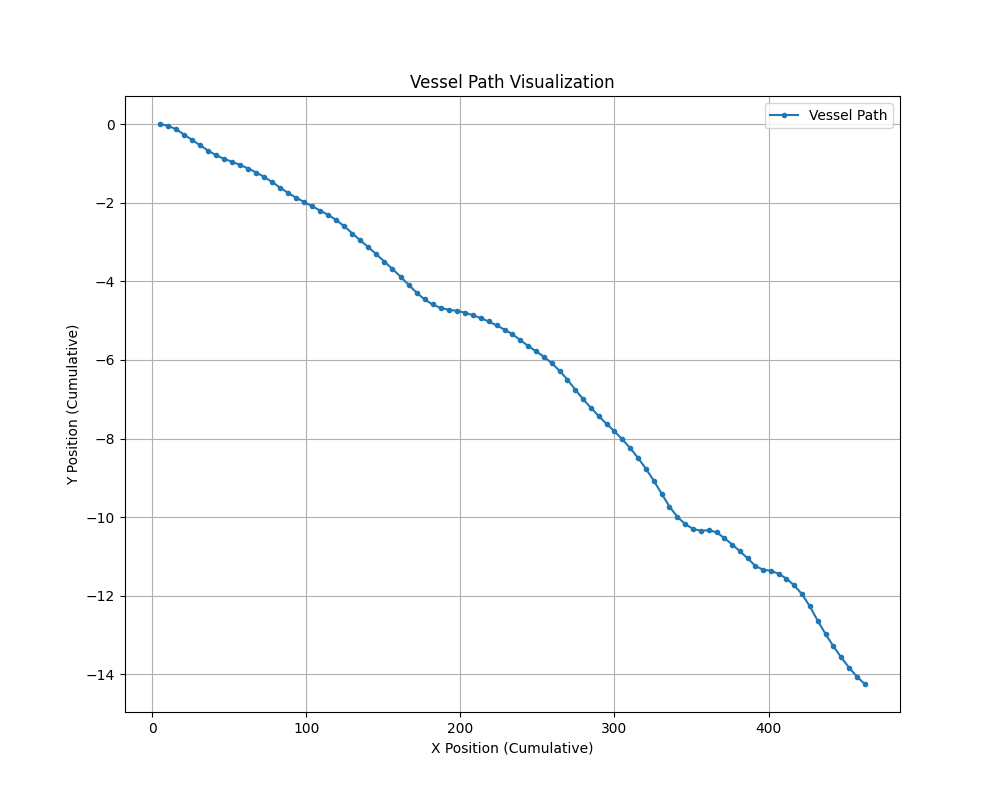 Vessel Path Visualization
Vessel Path
0
−2
−4
−6
−8
−10
−12
−14
Y Position (Cumulative)
0 100 200 300 400
X Position (Cumulative)